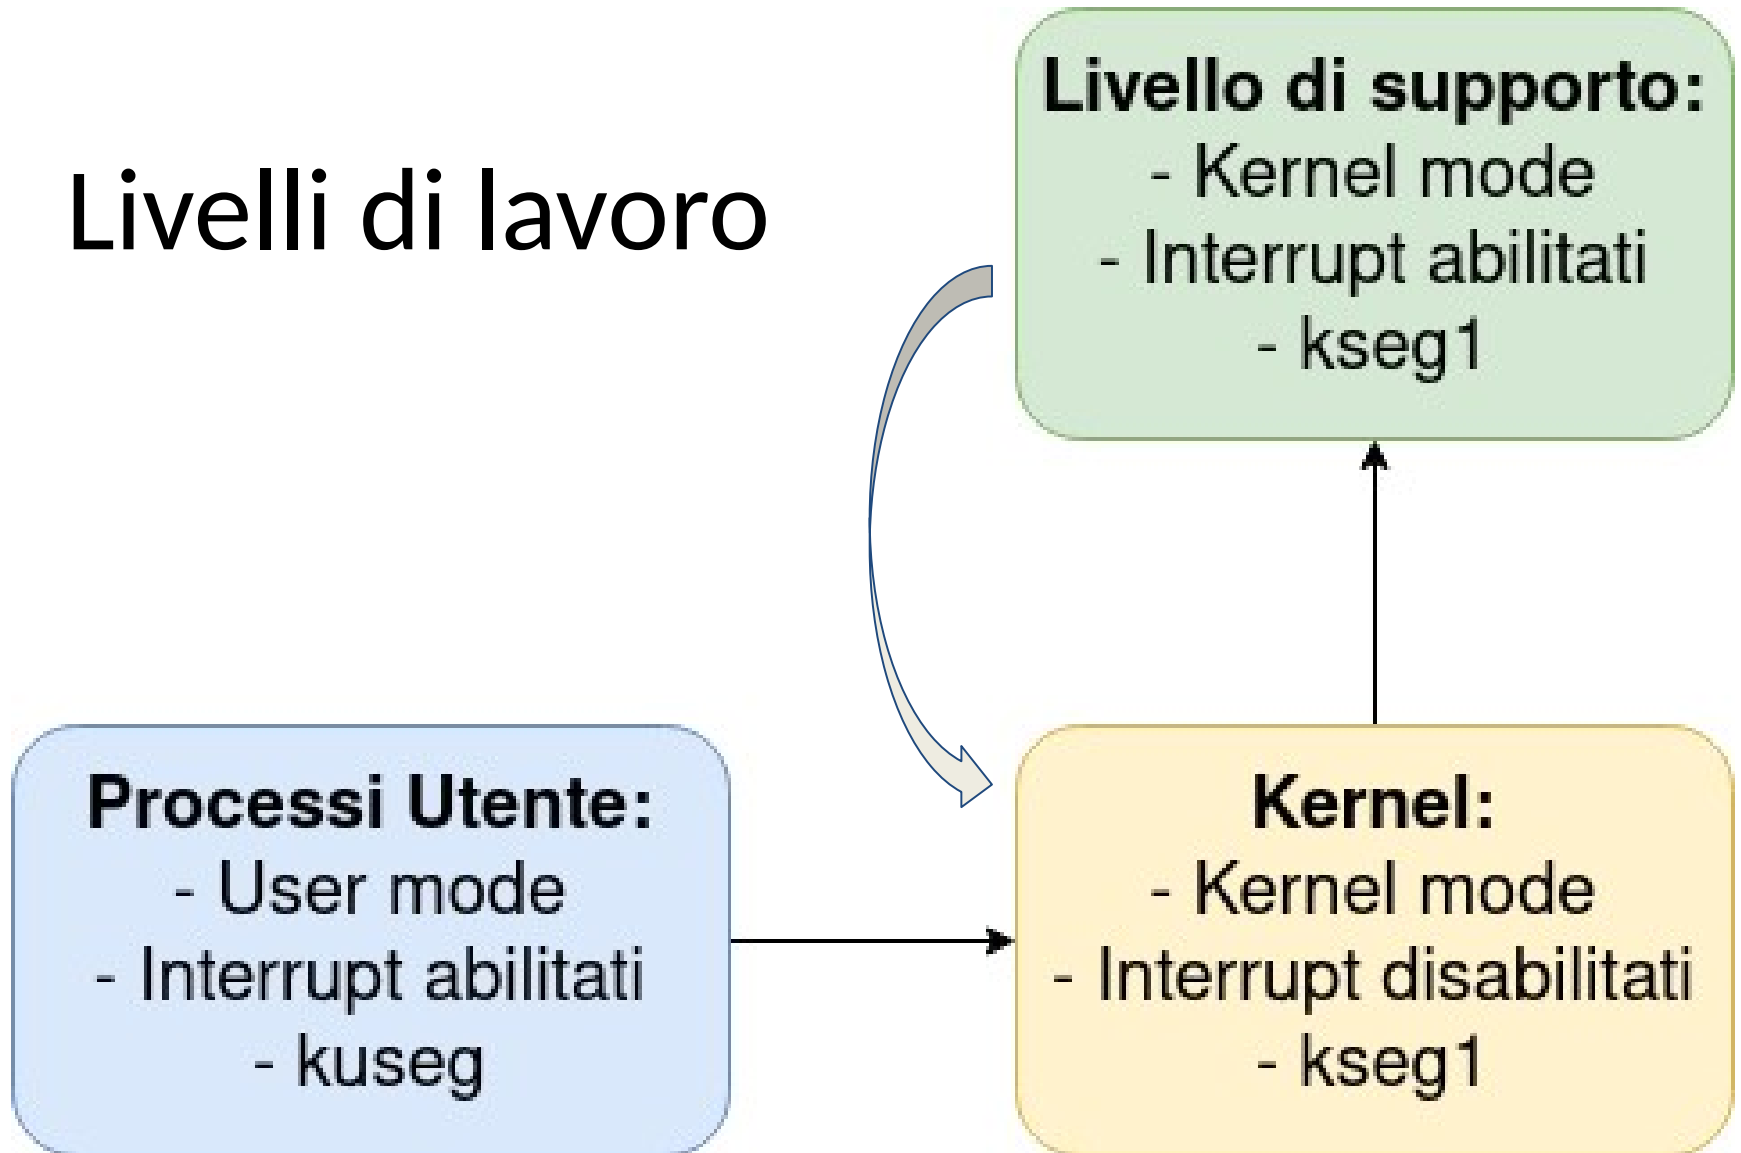 Livelli di lavoro
Livello di supporto:
- Kernel mode
- Interrupt abilitati
- kseg1
Processi Utente:
- User mode
- Interrupt abilitati
- kuseg
Kernel:
- Kernel mode
- Interrupt disabilitati
- kseg1